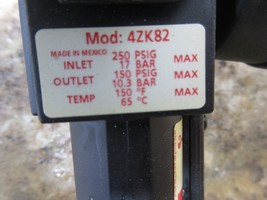 Mod: 4ZK82
MADE IN MEXICO 250 PSIG MAX
INLET 17 BAR
150 PSIG MAX
OUTLET 10.3 BAR
150 °F MAX
TEMP 65 °C